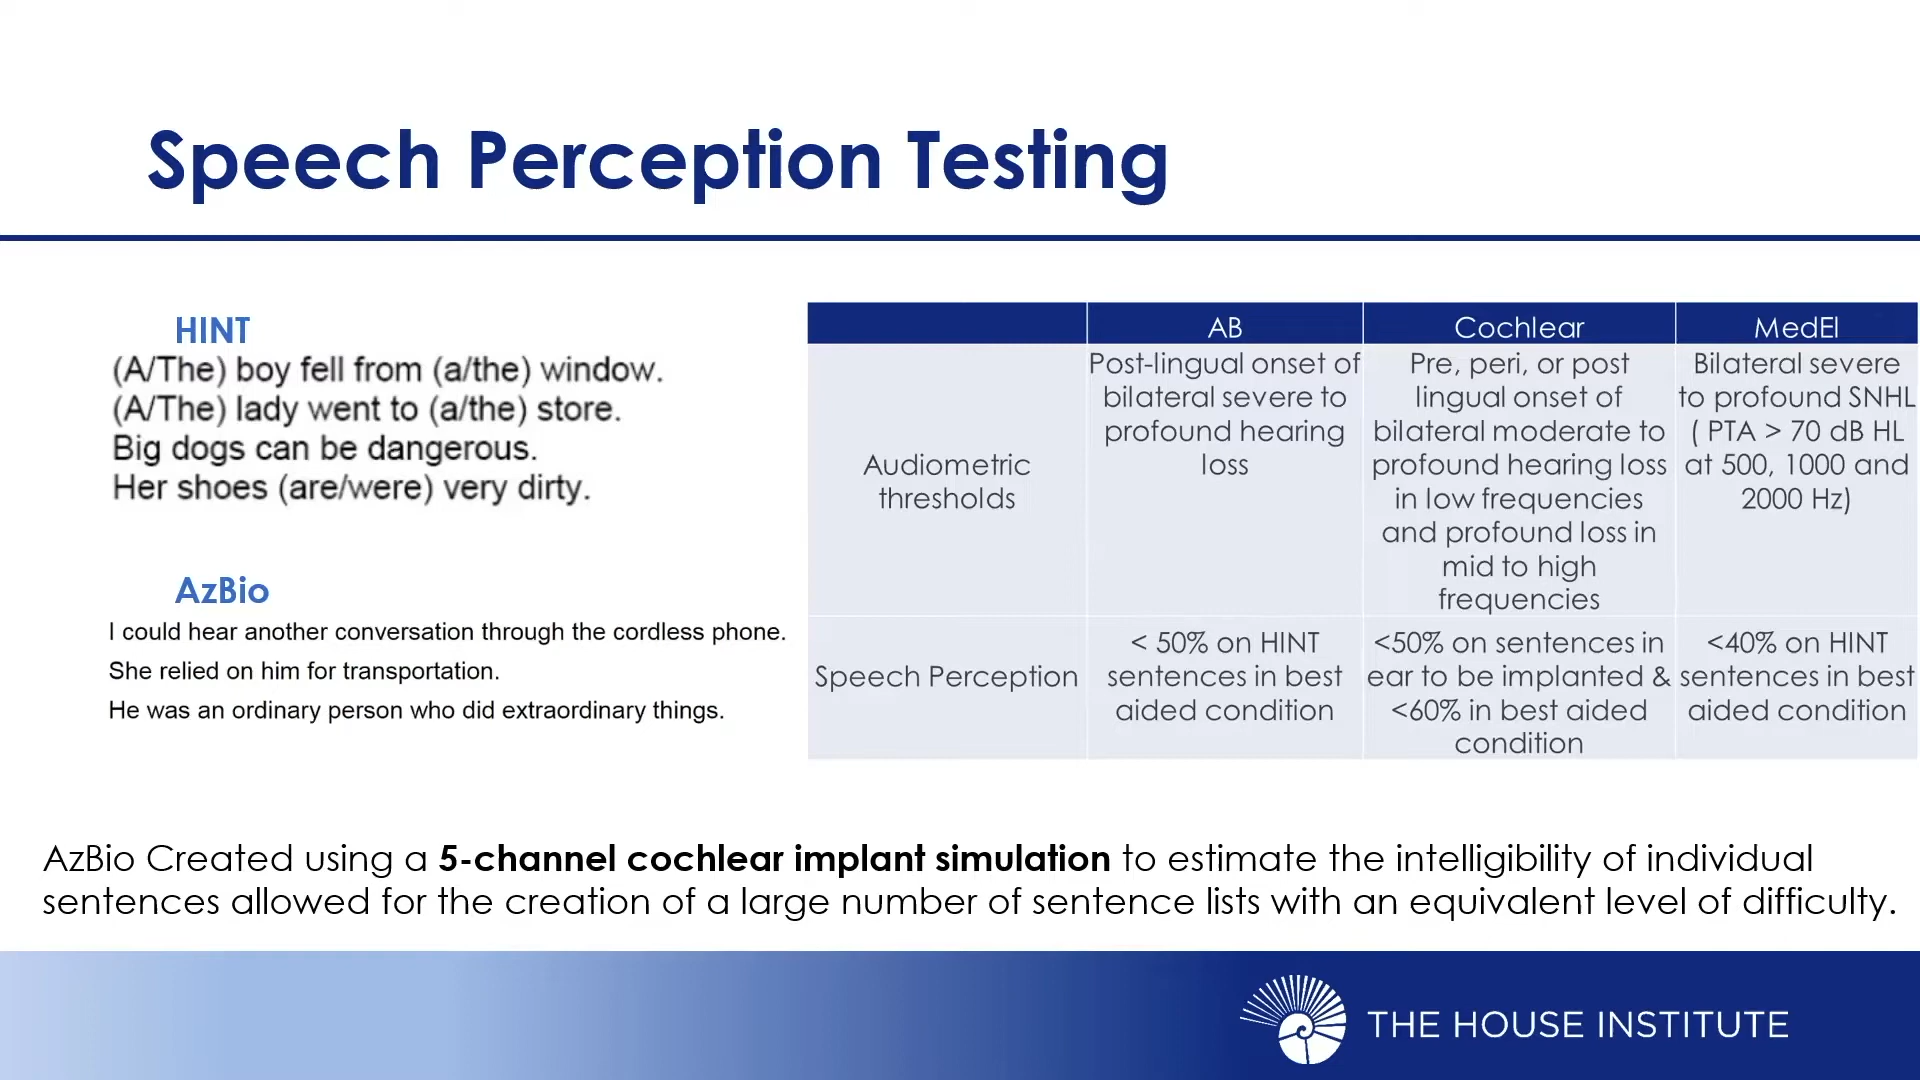 Speech Perception Testing
HINT
(A/The) boy fell from (a/the) window.
(A/The) lady went to (a/the) store.
Big dogs can be dangerous.
Her shoes (are/were) very dirty.
AzBio
I could hear another conversation through the cordless phone.
She relied on him for transportation.
He was an ordinary person who did extraordinary things.
AB
Cochlear
MedEl
Audiometric
thresholds
Post-lingual onset of
bilateral severe to
profound hearing
loss
Pre, peri, or post
lingual onset of
bilateral moderate to
profound hearing loss
in low frequencies
and profound loss in
mid to high
frequencies
Bilateral severe
to profound SNHL
( PTA > 70 dB HL
at 500, 1000 and
2000 Hz)
Speech Perception
< 50% on HINT
sentences in best
aided condition
<50% on sentences in
ear to be implanted &
<60% in best aided
condition
<40% on HINT
sentences in best
aided condition
AzBio Created using a 5-channel cochlear implant simulation to estimate the intelligibility of individual
sentences allowed for the creation of a large number of sentence lists with an equivalent level of difficulty.
THE HOUSE INSTITUTE